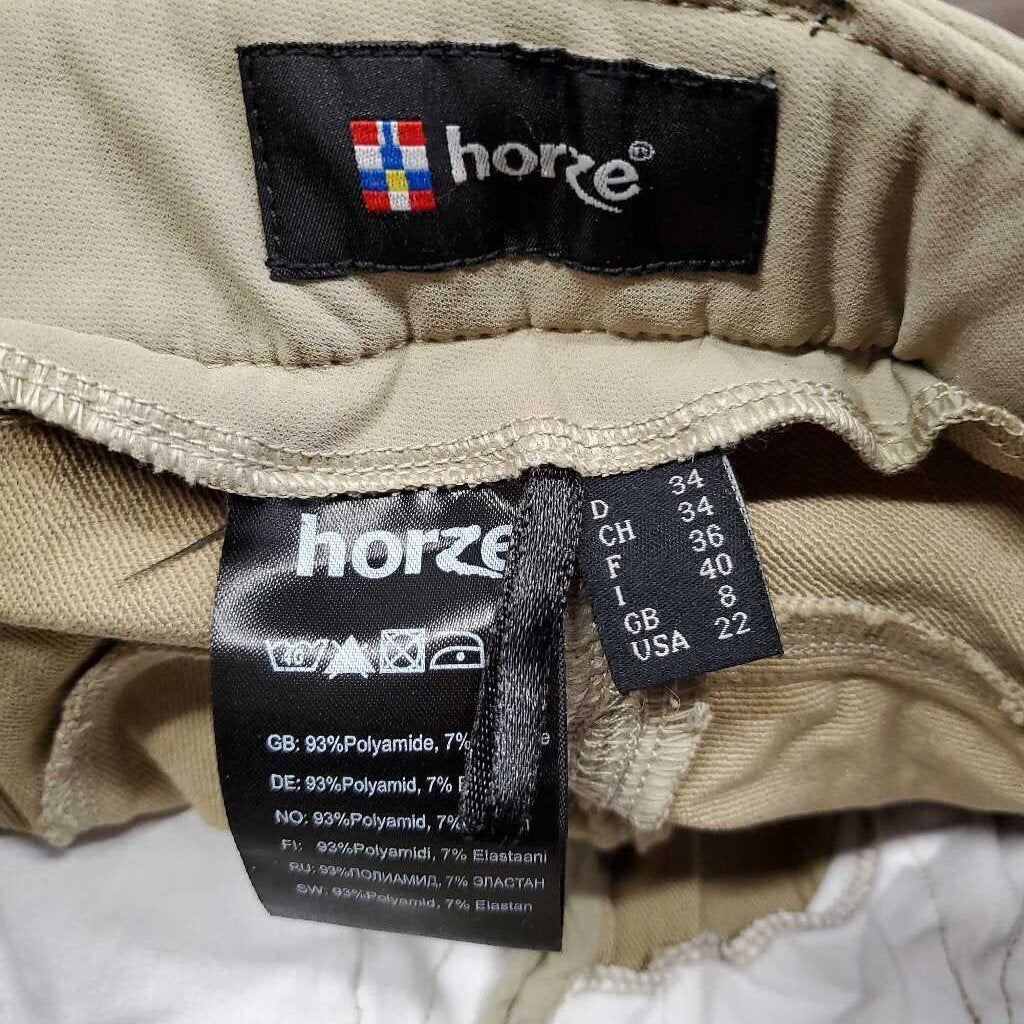 horze®
horze
40
GB: 93%Polyamide, 7%
DE: 93%Polyamid, 7%
NO: 93%Polyamid, 7%
FI: 93%Polyamidi, 7% Elastaani
RU: 93%ПОЛИАМИД, 7% ЭЛАСТАН
SW: 93%Polyamid, 7% Elastan
D 34
CH 34
F 36
I 40
GB 8
USA 22